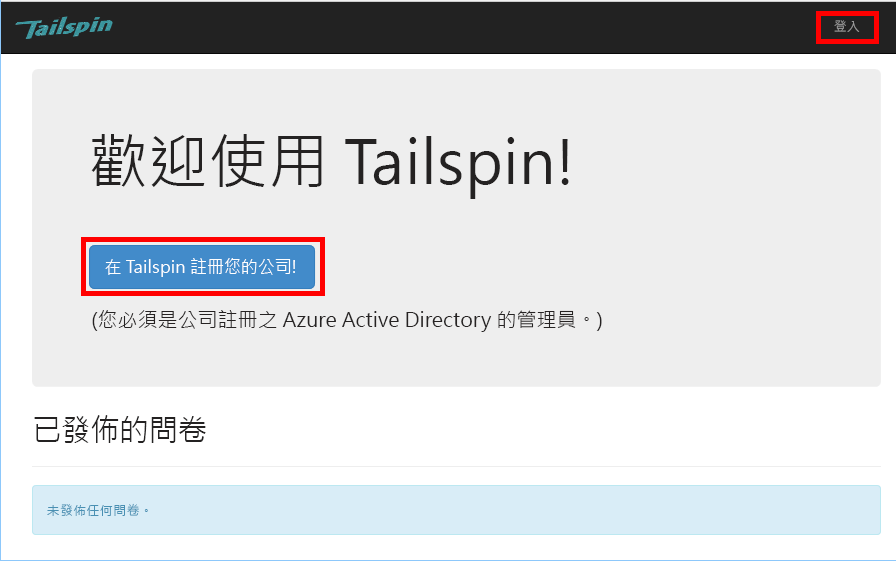 Tailspin
登入
歡迎使用 Tailspin!
在 Tailspin 註冊您的公司!
(您必須是公司註冊之 Azure Active Directory 的管理員。)
已發佈的問卷
未發佈任何問卷。